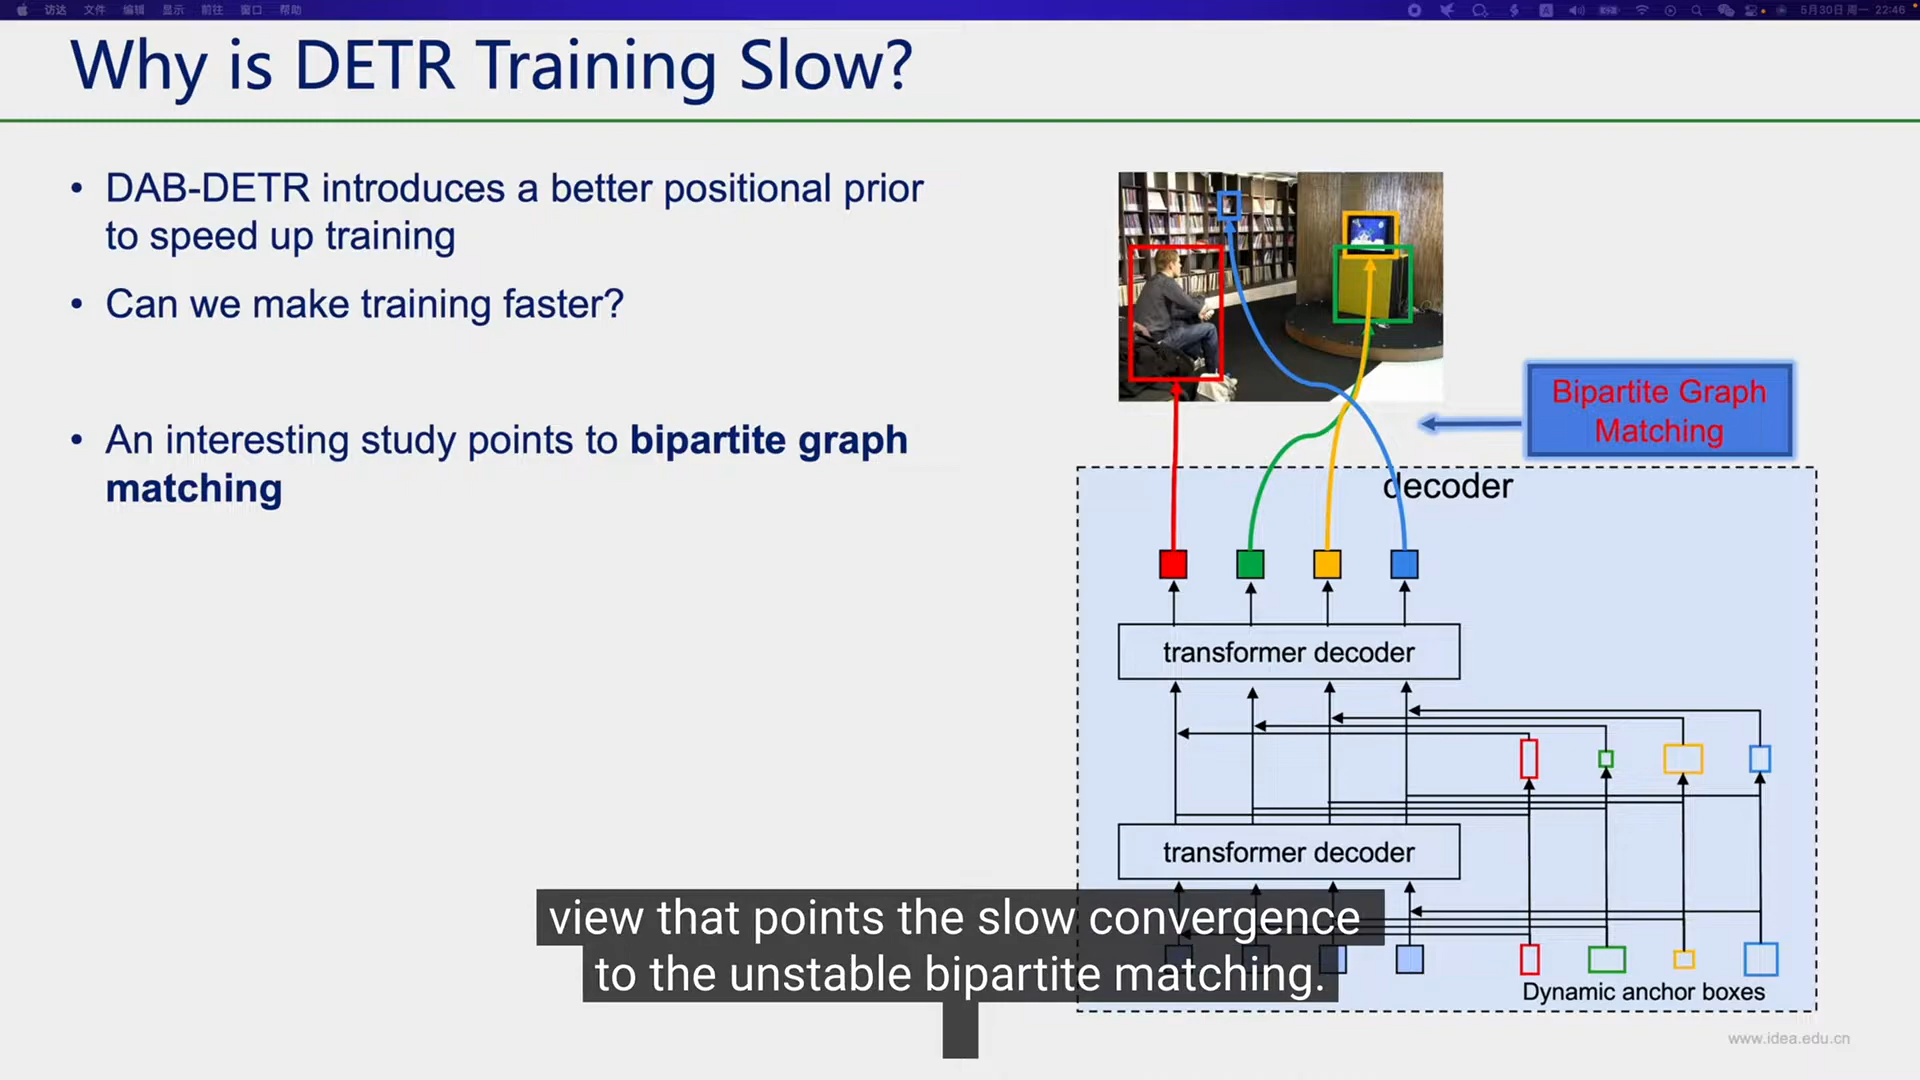 访达 文件 编辑 显示 前往 窗口 帮助
5月30日 周一 22:46
Why is DETR Training Slow?
• DAB-DETR introduces a better positional prior
to speed up training
• Can we make training faster?
• An interesting study points to bipartite graph
matching
Bipartite Graph
Matching
decoder
transformer decoder
transformer decoder
Dynamic anchor boxes
view that points the slow convergence
to the unstable bipartite matching.
www.idea.edu.cn